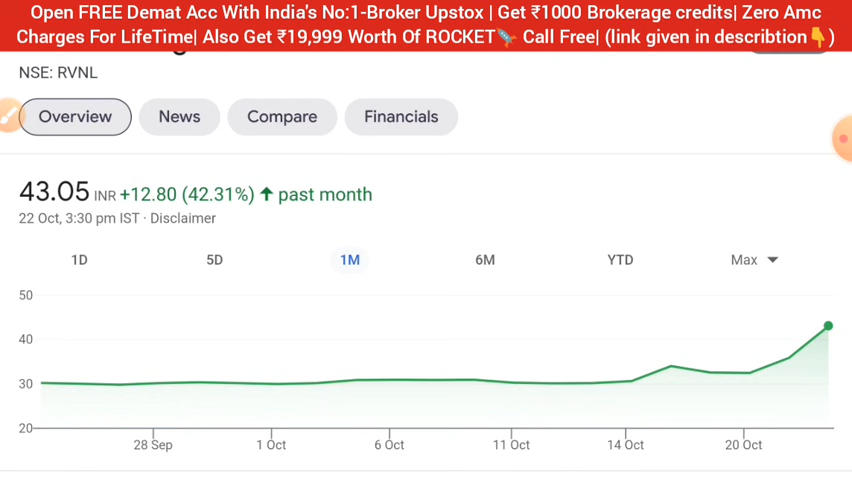 Open FREE Demat Acc With India's No:1-Broker Upstox | Get ₹1000 Brokerage credits| Zero Amc
Charges For LifeTime| Also Get ₹19,999 Worth Of ROCKET🚀 Call Free| (link given in describtion👇)
NSE: RVNL
Overview News Compare Financials
43.05 INR +12.80 (42.31%) ↑ past month
22 Oct, 3:30 pm IST · Disclaimer
1D 5D 1M 6M YTD Max
50
40
30
20
28 Sep 1 Oct 6 Oct 11 Oct 14 Oct 20 Oct